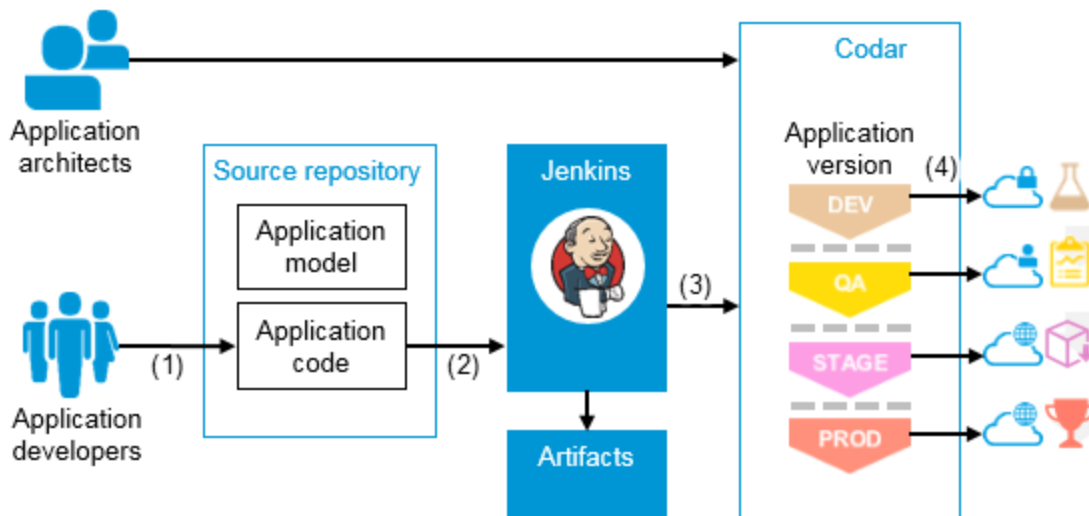 Application
architects
Codar
Source repository
Application
model
Application
code
Jenkins
Application
version
(4)
DEV
QA
STAGE
PROD
(3)
(1)
(2)
Application
developers
Artifacts